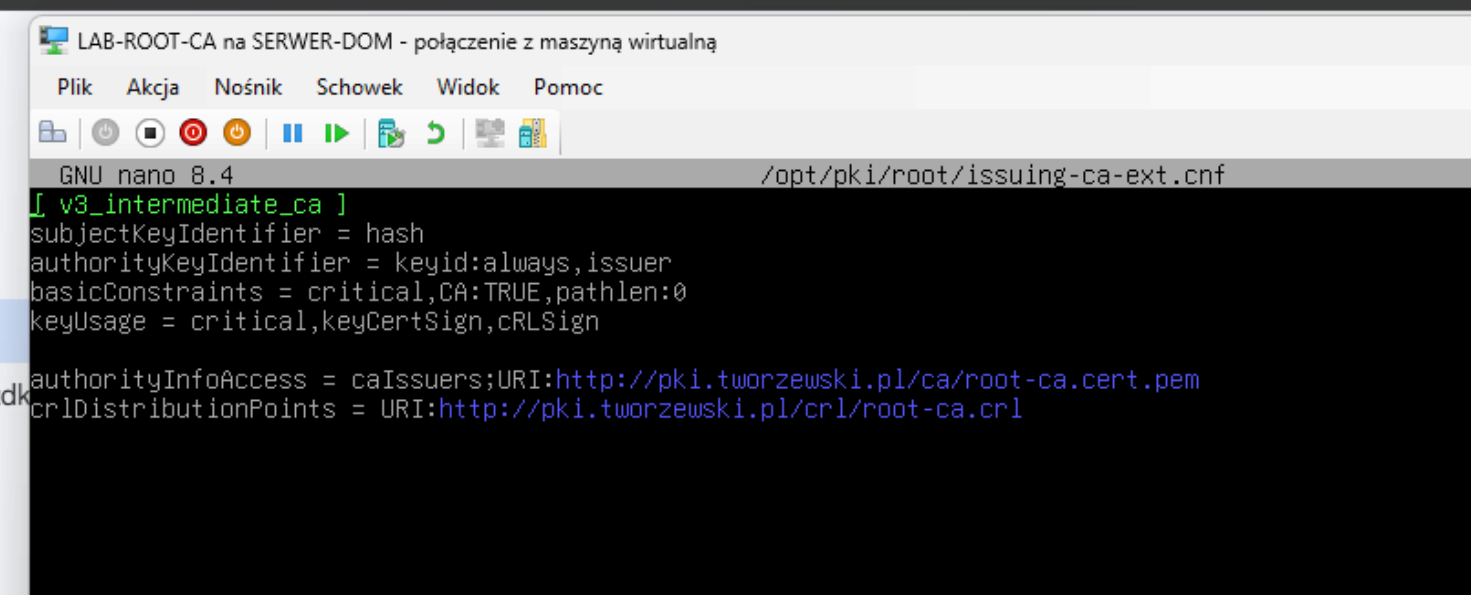 LAB-ROOT-CA na SERWER-DOM - połączenie z maszyną wirtualną
Plik Akcja Nośnik Schowek Widok Pomoc
GNU nano 8.4 /opt/pki/root/issuing-ca-ext.cnf
[ v3_intermediate_ca ]
subjectKeyIdentifier = hash
authorityKeyIdentifier = keyid:always,issuer
basicConstraints = critical,CA:TRUE,pathlen:0
keyUsage = critical,keyCertSign,cRLSign
authorityInfoAccess = caIssuers;URI:http://pki.tworzewski.pl/ca/root-ca.cert.pem
dk
crlDistributionPoints = URI:http://pki.tworzewski.pl/crl/root-ca.crl